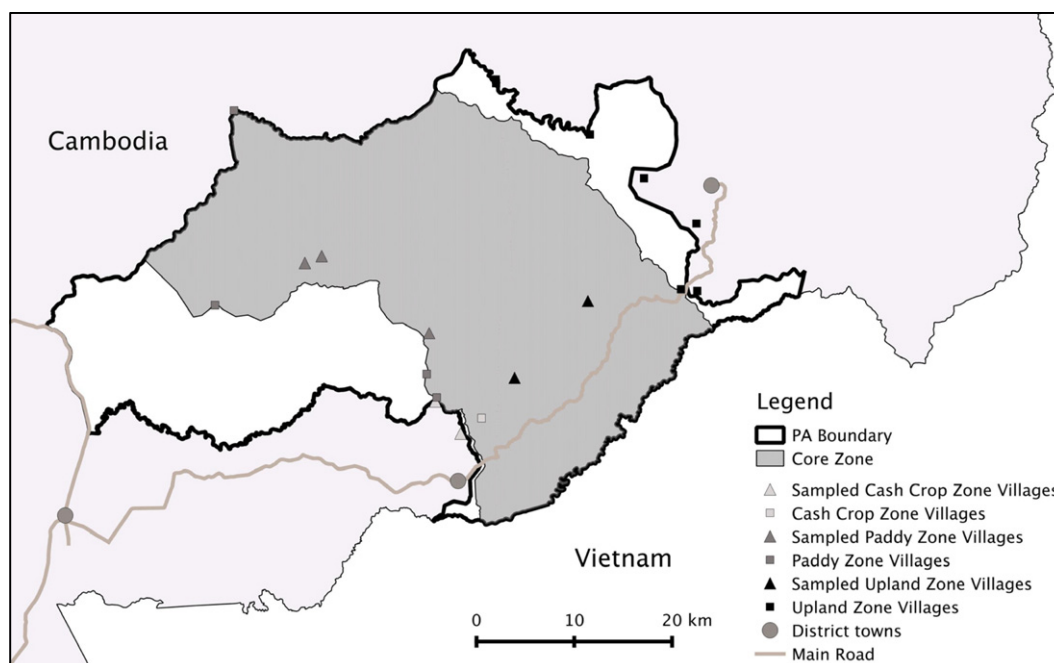 Cambodia
Vietnam
Legend
PA Boundary
Core Zone
Sampled Cash Crop Zone Villages
Cash Crop Zone Villages
Sampled Paddy Zone Villages
Paddy Zone Villages
Sampled Upland Zone Villages
Upland Zone Villages
District towns
Main Road
0 10 20 km